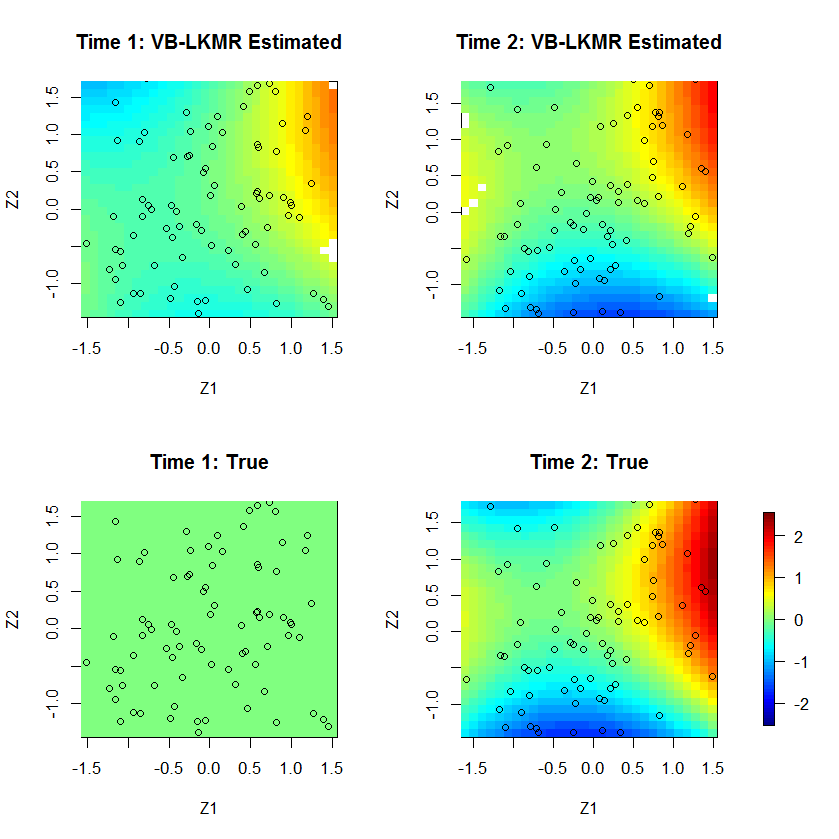 Time 1: VB-LKMR Estimated
Time 2: VB-LKMR Estimated
Z2
-1.0 0.0 0.5 1.0 1.5
-1.5 -0.5 0.0 0.5 1.0 1.5
Z1
Z2
-1.0 0.0 0.5 1.0 1.5
-1.5 -0.5 0.0 0.5 1.0 1.5
Z1
Time 1: True
Time 2: True
Z2
-1.0 0.0 0.5 1.0 1.5
-1.5 -0.5 0.0 0.5 1.0 1.5
Z1
Z2
-1.0 0.0 0.5 1.0 1.5
-1.5 -0.5 0.0 0.5 1.0 1.5
Z1
2
1
0
-1
-2